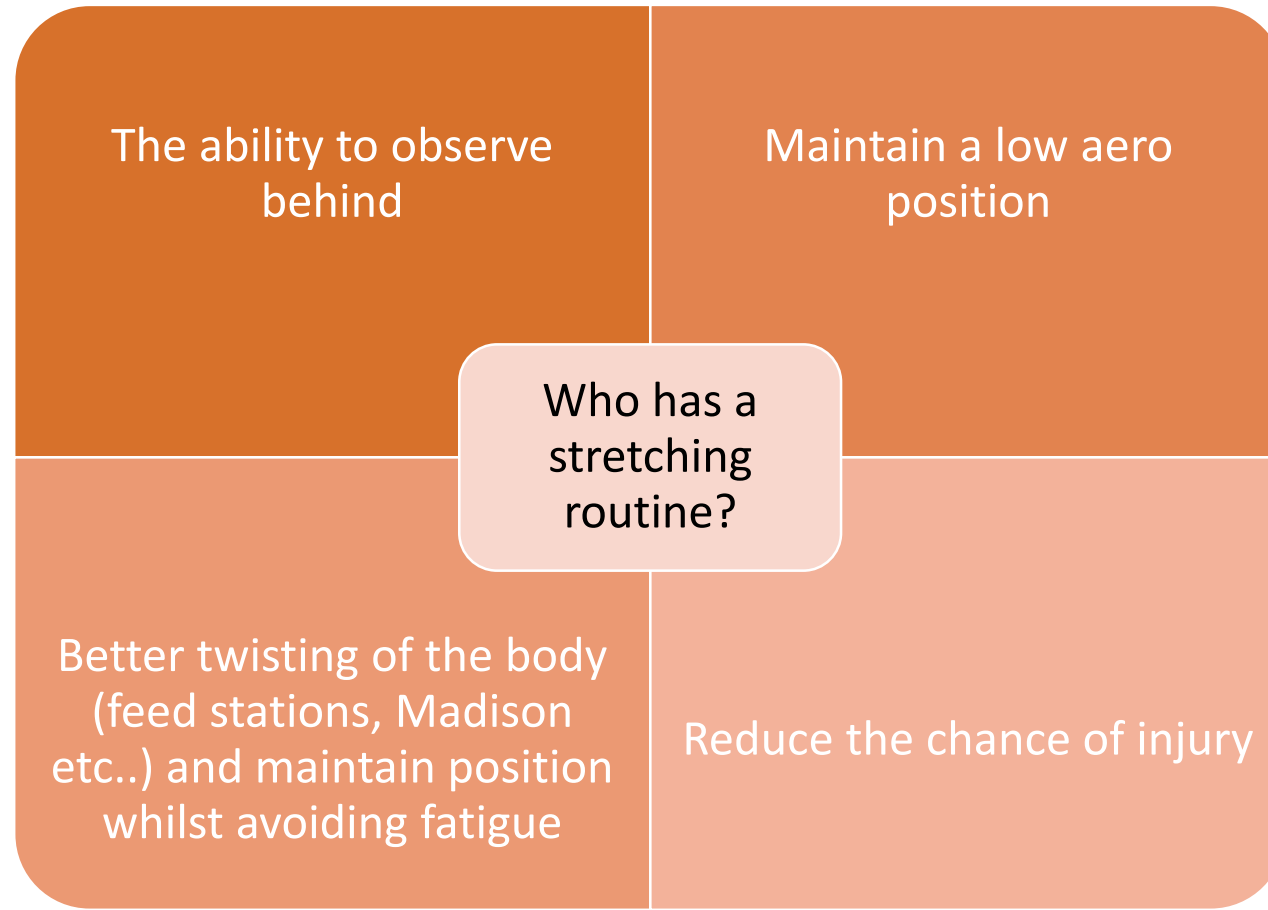 The ability to observe
behind
Maintain a low aero
position
Who has a
stretching
routine?
Better twisting of the body
(feed stations, Madison
etc..) and maintain position
whilst avoiding fatigue
Reduce the chance of injury